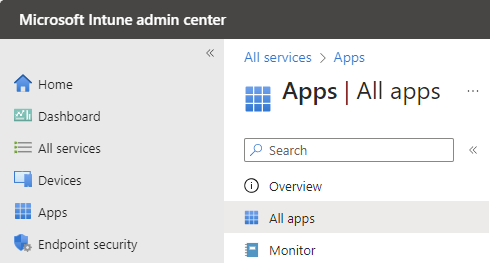 Microsoft Intune admin center
Home
Dashboard
All services
Devices
Apps
Endpoint security
All services > Apps
Apps | All apps
Search
Overview
All apps
Monitor